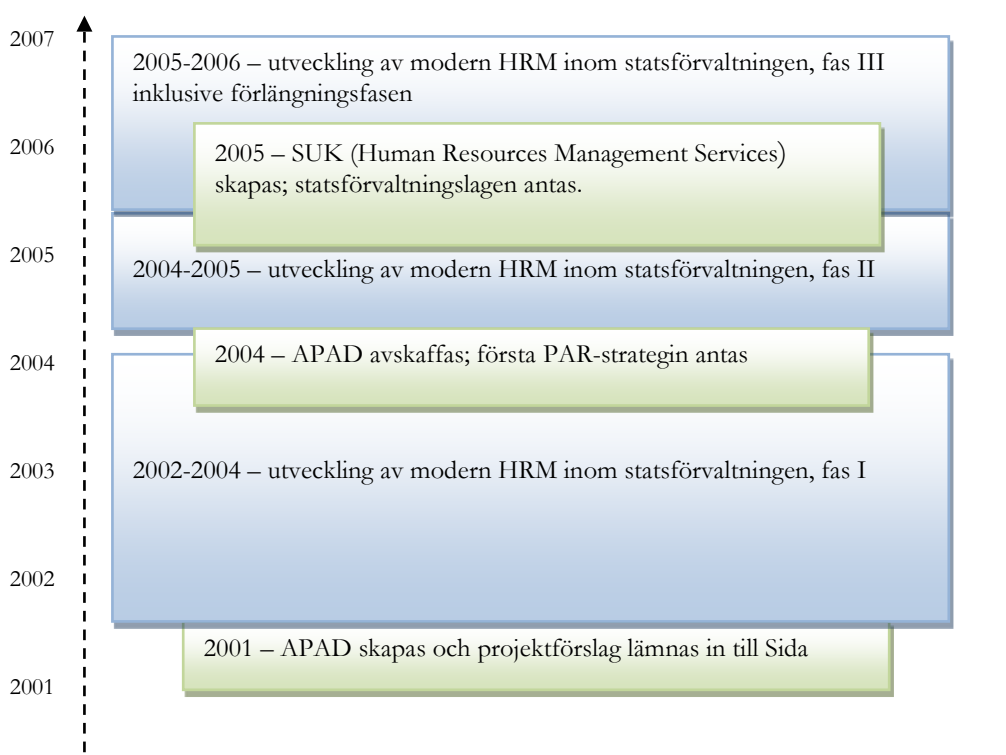 2007
2005-2006 – utveckling av modern HRM inom statsförvaltningen, fas III
inklusive förlängningsfasen
2006
2005 – SUK (Human Resources Management Services)
skapas; statsförvaltningslagen antas.
2005
2004-2005 – utveckling av modern HRM inom statsförvaltningen, fas II
2004
2004 – APAD avskaffas; första PAR-strategin antas
2003
2002-2004 – utveckling av modern HRM inom statsförvaltningen, fas I
2002
2001 – APAD skapas och projektförslag lämnas in till Sida
2001